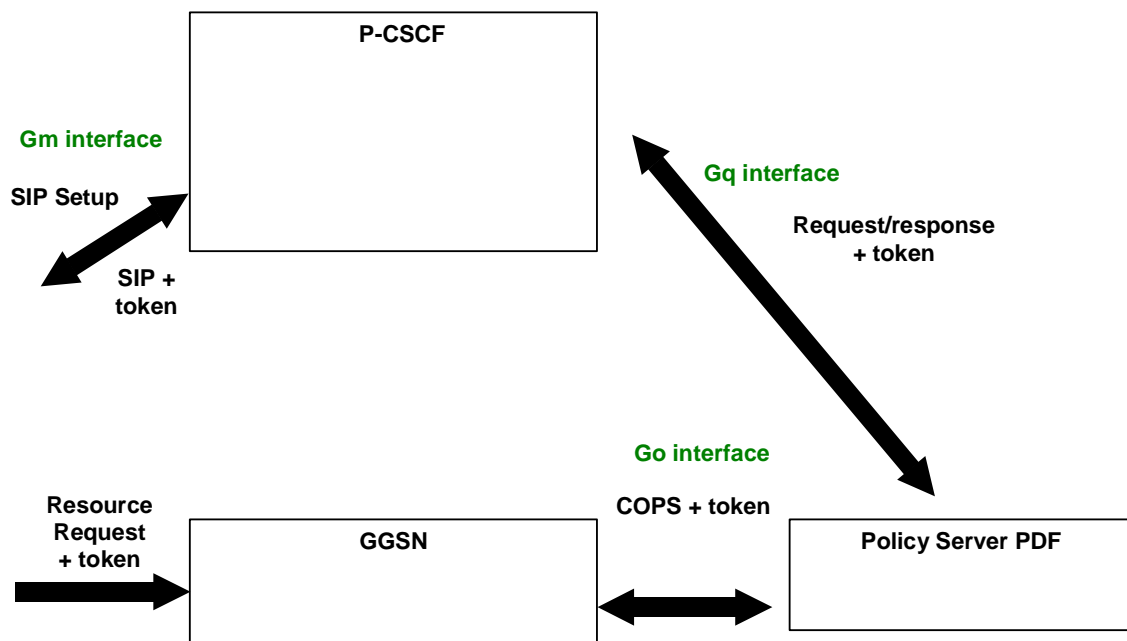 P-CSCF
Gm interface
SIP Setup
SIP +
token
Gq interface
Request/response
+ token
Go interface
COPS + token
Resource
Request
+ token
GGSN
Policy Server PDF